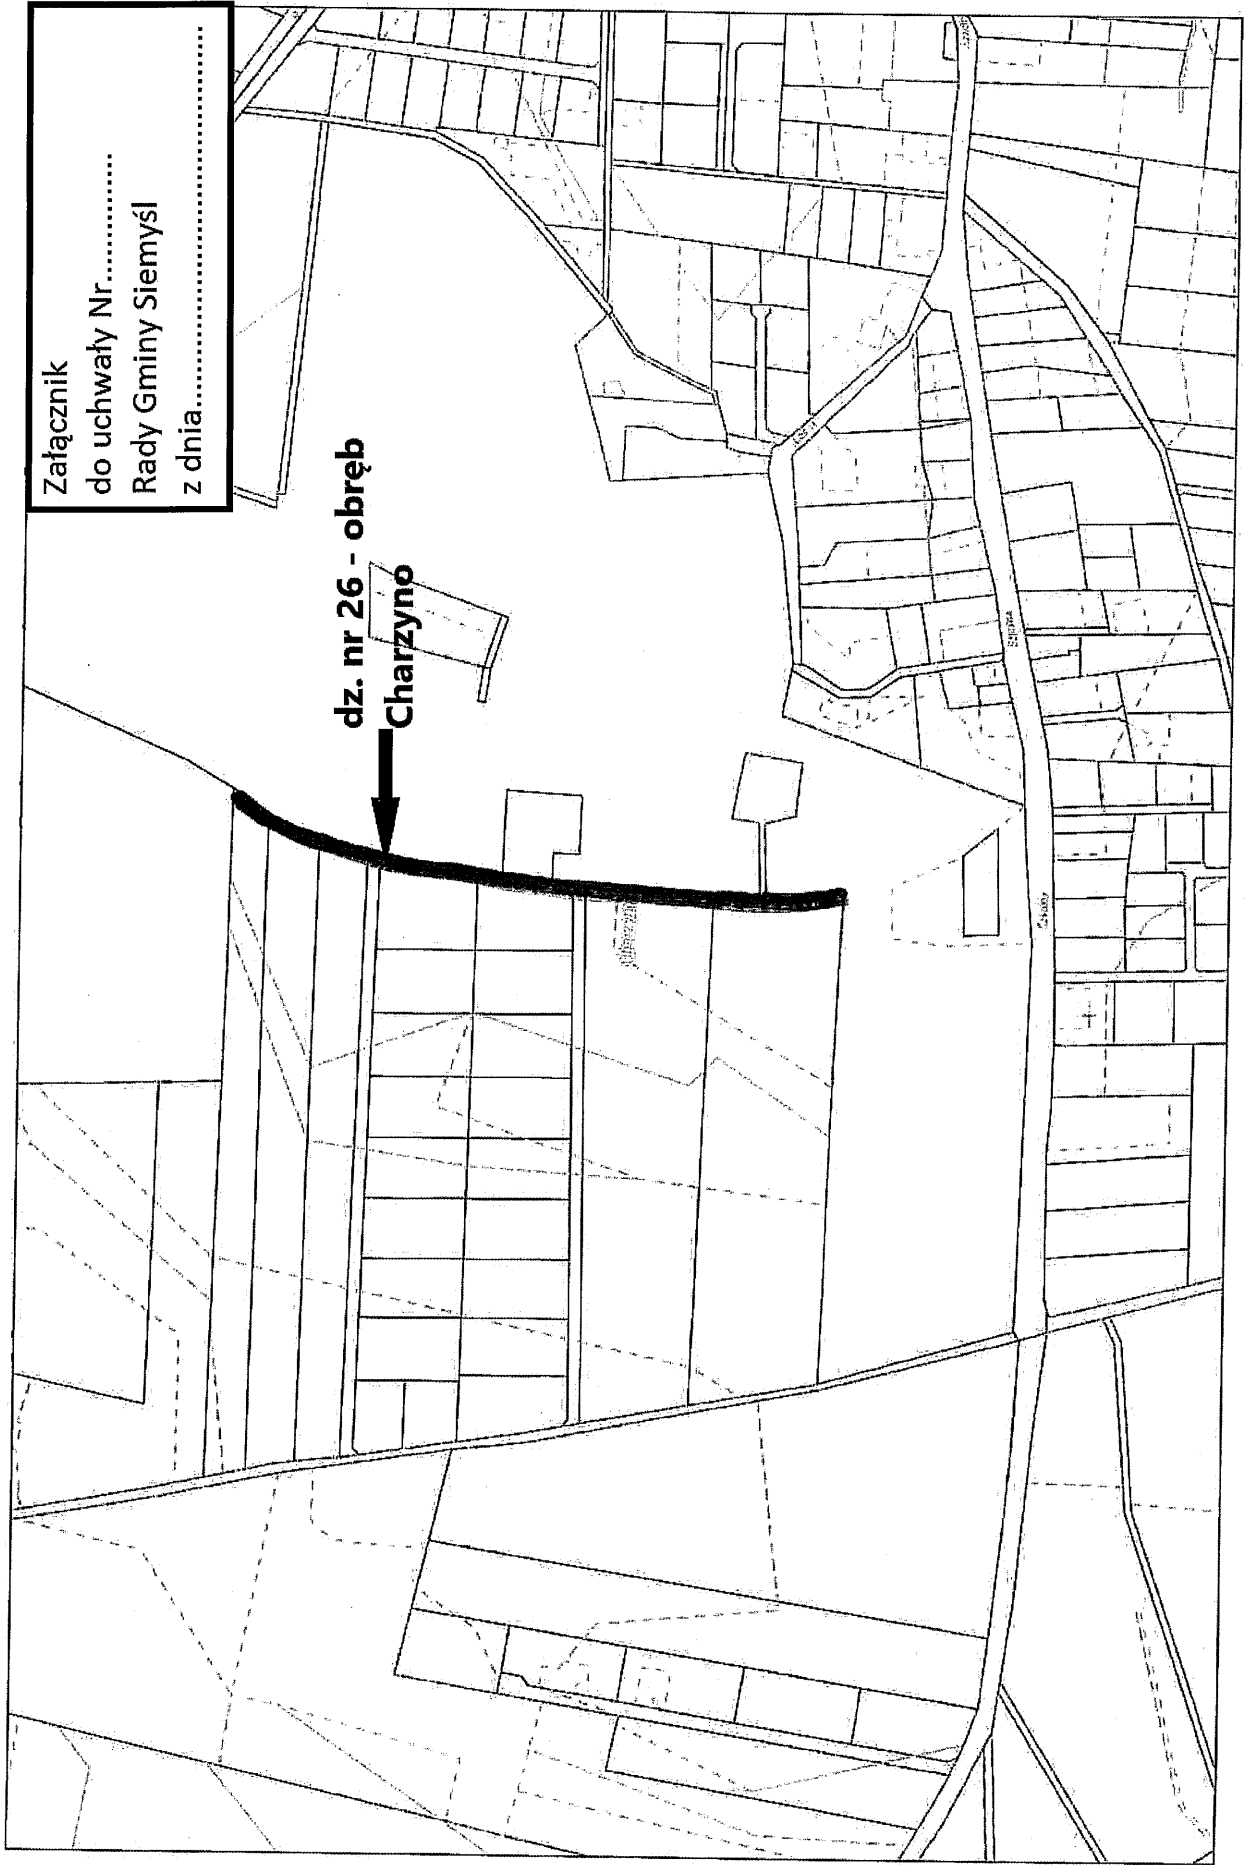 Załącznik
do uchwały Nr................
Rady Gminy Siemyśl
z dnia..............................................
dz. nr 26 - obręb
Charzyno